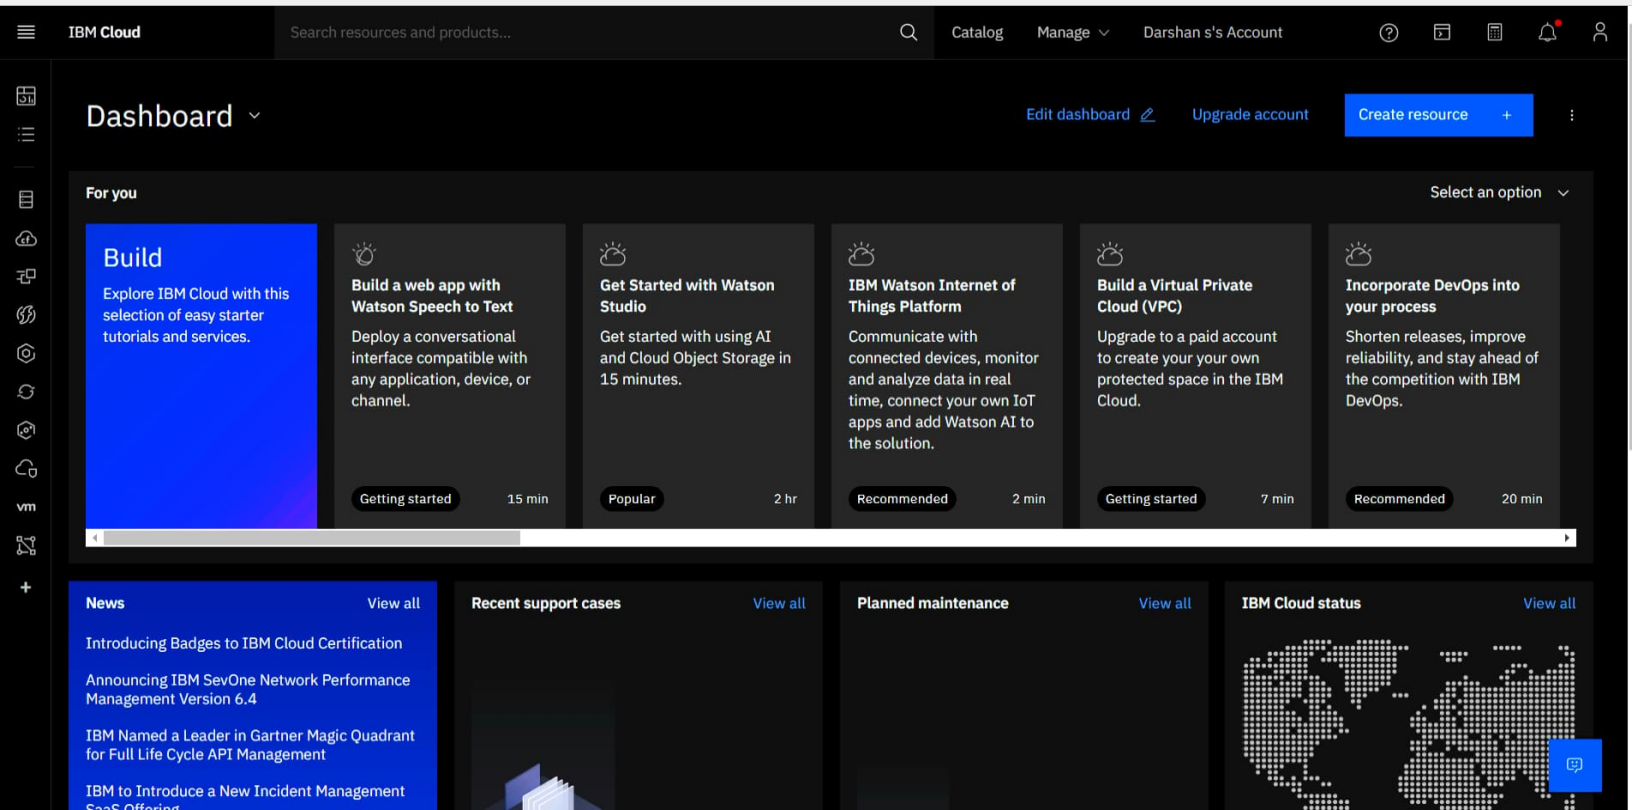 IBM Cloud
Search resources and products...
Catalog
Manage
Darshan s's Account
Dashboard
Edit dashboard
Upgrade account
Create resource +
For you
Select an option
Build
Explore IBM Cloud with this
selection of easy starter
tutorials and services.
Build a web app with
Watson Speech to Text
Deploy a conversational
interface compatible with
any application, device, or
channel.
Getting started
15 min
Get Started with Watson
Studio
Get started with using AI
and Cloud Object Storage in
15 minutes.
Popular
2 hr
IBM Watson Internet of
Things Platform
Communicate with
connected devices, monitor
and analyze data in real
time, connect your own IoT
apps and add Watson AI to
the solution.
Recommended
2 min
Build a Virtual Private
Cloud (VPC)
Upgrade to a paid account
to create your your own
protected space in the IBM
Cloud.
Getting started
7 min
Incorporate DevOps into
your process
Shorten releases, improve
reliability, and stay ahead of
the competition with IBM
DevOps.
Recommended
20 min
cf
vm
News
View all
Introducing Badges to IBM Cloud Certification
Announcing IBM SevOne Network Performance
Management Version 6.4
IBM Named a Leader in Gartner Magic Quadrant
for Full Life Cycle API Management
IBM to Introduce a New Incident Management
SaaS Offering
Recent support cases
View all
Planned maintenance
View all
IBM Cloud status
View all